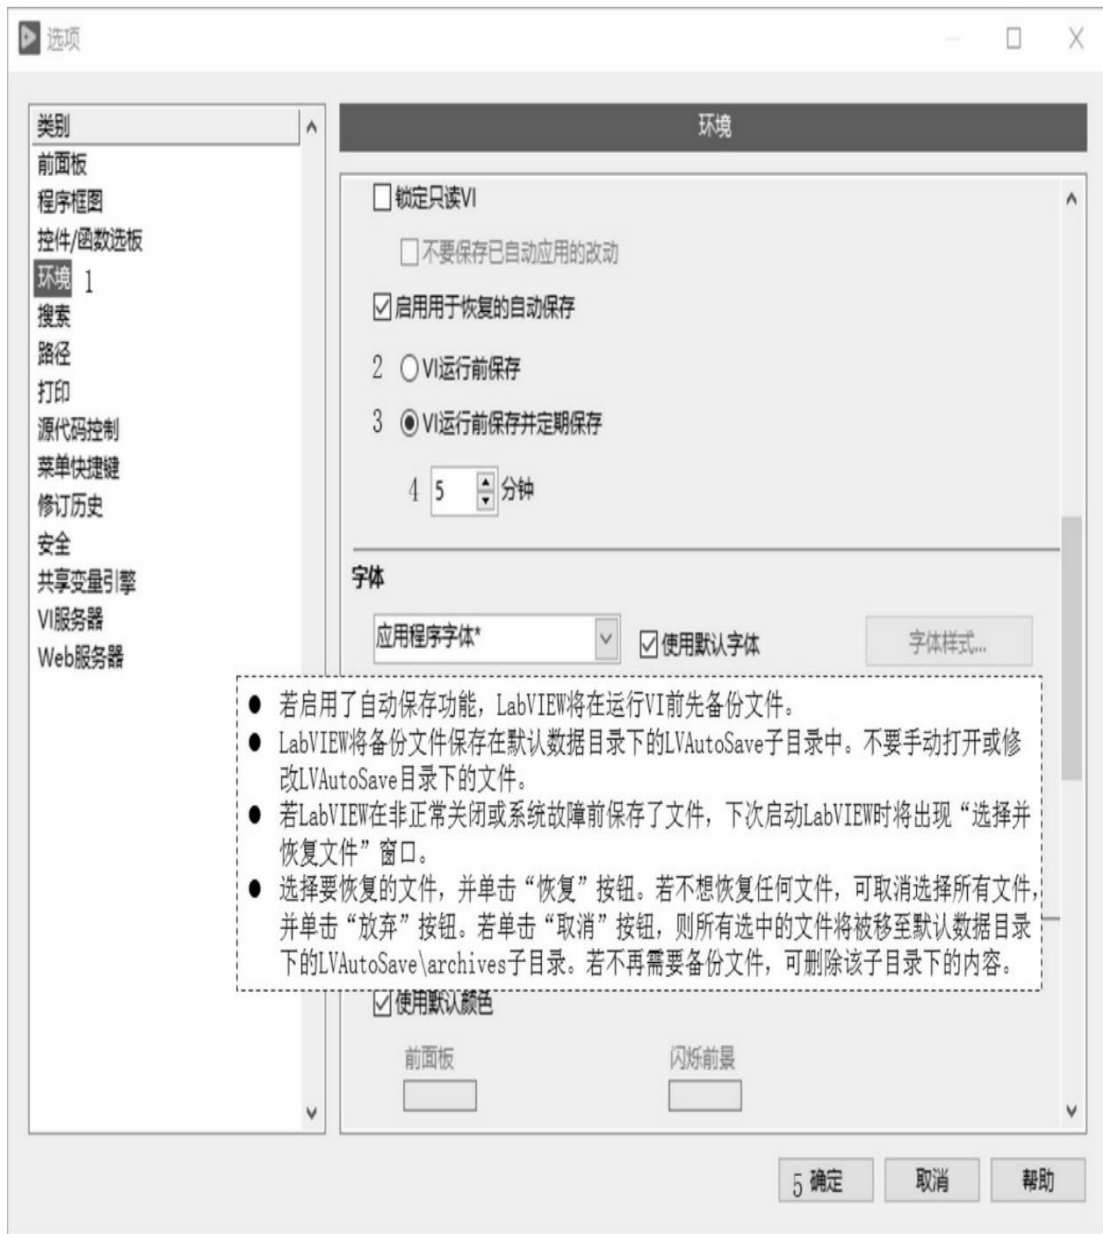 选项
类别
前面板
程序框图
控件/函数选板
环境 1
搜索
路径
打印
源代码控制
菜单快捷键
修订历史
安全
共享变量引擎
VI服务器
Web服务器
环境
锁定只读VI
不要保存已自动应用的改动
启用用于恢复的自动保存
2 VI运行前保存
3 VI运行前保存并定期保存
4 5 分钟
字体
应用程序字体* 使用默认字体 字体样式...
● 若启用了自动保存功能，LabVIEW将在运行VI前先备份文件。
● LabVIEW将备份文件保存在默认数据目录下的LVAutoSave子目录中。不要手动打开或修
改LVAutoSave目录下的文件。
● 若LabVIEW在非正常关闭或系统故障前保存了文件，下次启动LabVIEW时将出现“选择并
恢复文件”窗口。
● 选择要恢复的文件，并单击“恢复”按钮。若不想恢复任何文件，可取消选择所有文件，
并单击“放弃”按钮。若单击“取消”按钮，则所有选中的文件将被移至默认数据目录
下的LVAutoSave\archives子目录。若不再需要备份文件，可删除该子目录下的内容。
使用默认颜色
前面板 闪烁前景
5 确定 取消 帮助